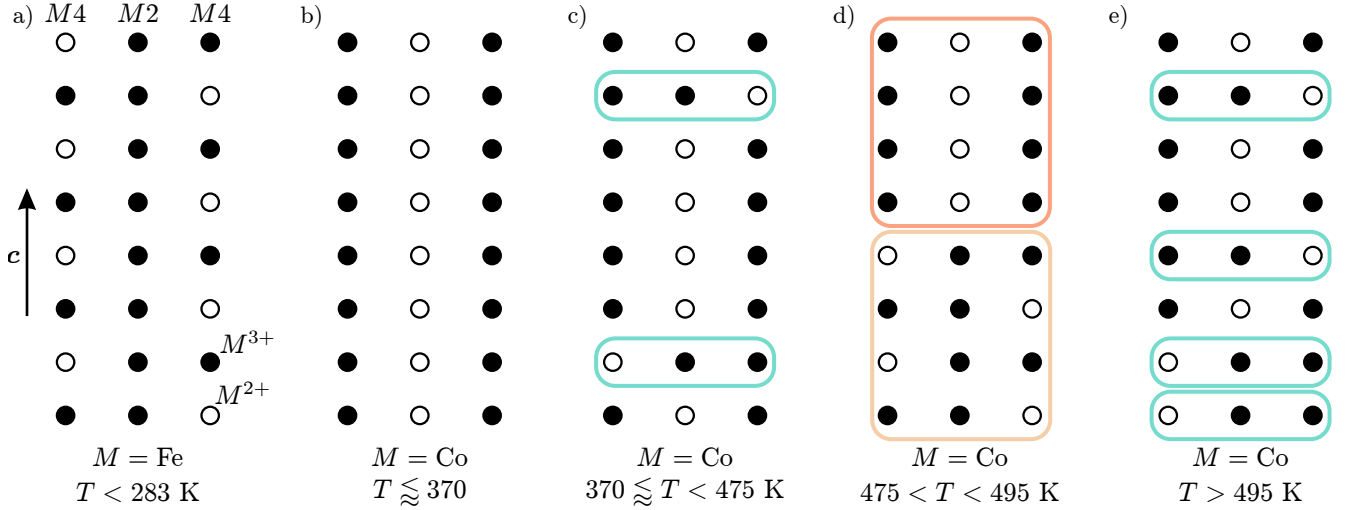 a) M4 M2 M4 b) c) d) e)
c
M³⁺
M²⁺
M = Fe M = Co M = Co M = Co M = Co
T < 283 K T ⪅ 370 370 ⪅ T < 475 K 475 < T < 495 K T > 495 K